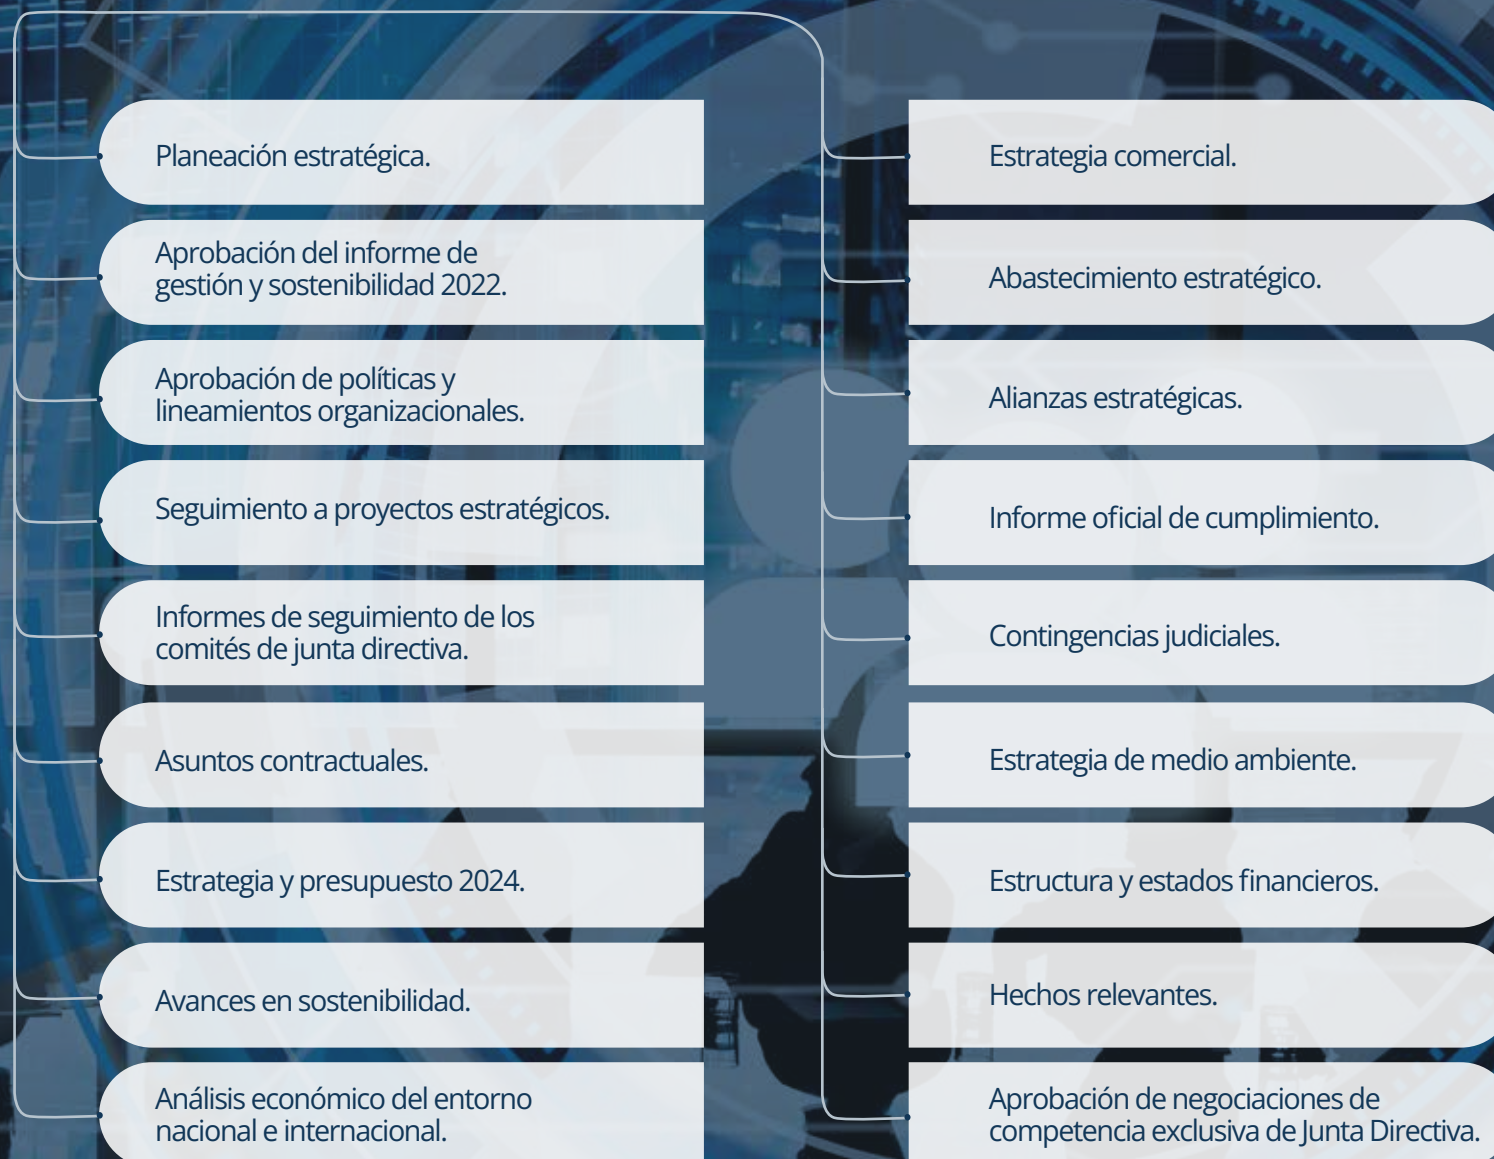 Planeación estratégica.
Aprobación del informe de
gestión y sostenibilidad 2022.
Aprobación de políticas y
lineamientos organizacionales.
Seguimiento a proyectos estratégicos.
Informes de seguimiento de los
comités de junta directiva.
Asuntos contractuales.
Estrategia y presupuesto 2024.
Avances en sostenibilidad.
Análisis económico del entorno
nacional e internacional.
Estrategia comercial.
Abastecimiento estratégico.
Alianzas estratégicas.
Informe oficial de cumplimiento.
Contingencias judiciales.
Estrategia de medio ambiente.
Estructura y estados financieros.
Hechos relevantes.
Aprobación de negociaciones de
competencia exclusiva de Junta Directiva.